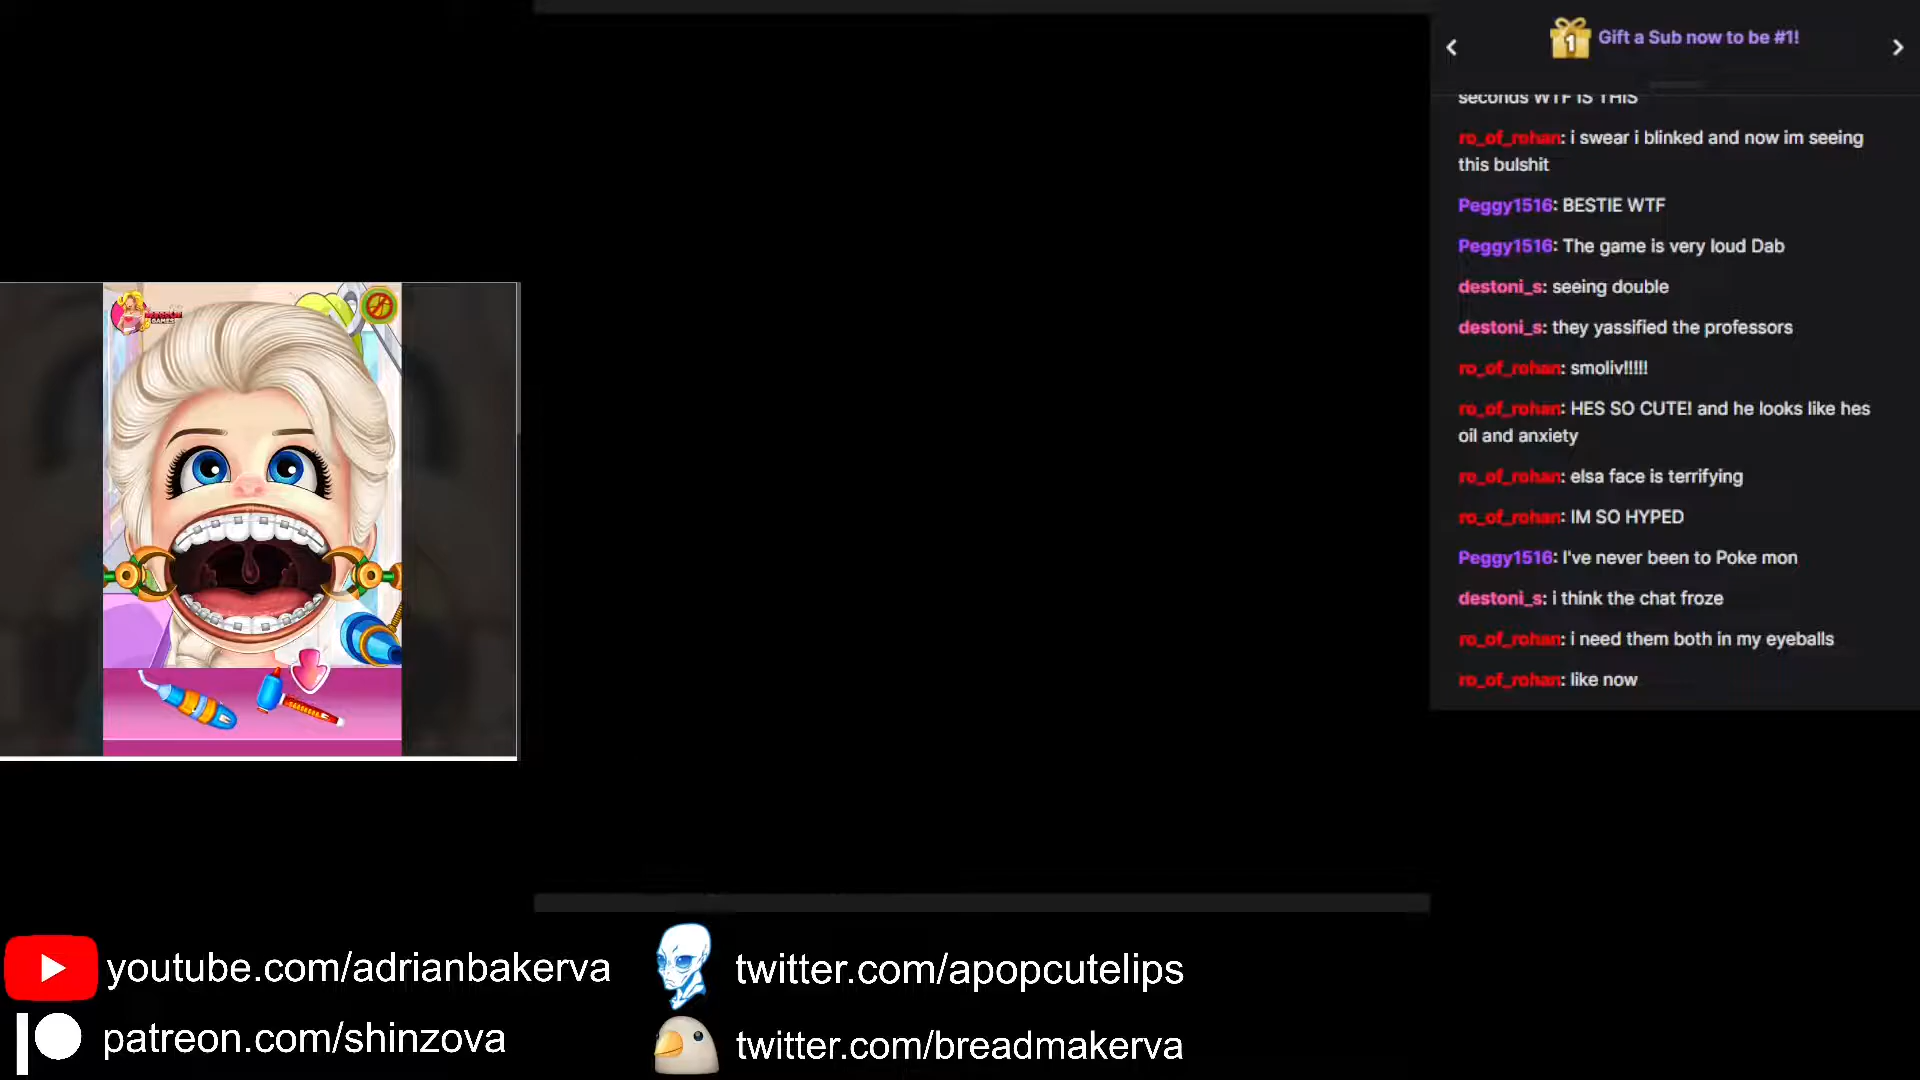 Gift a Sub now to be #1!
1
seconds WTF IS THIS
ro_of_rohan: i swear i blinked and now im seeing
this bulshit
Peggy1516: BESTIE WTF
Peggy1516: The game is very loud Dab
destoni_s: seeing double
destoni_s: they yassified the professors
ro_of_rohan: smoliv!!!!!
ro_of_rohan: HES SO CUTE! and he looks like hes
oil and anxiety
ro_of_rohan: elsa face is terrifying
ro_of_rohan: IM SO HYPED
Peggy1516: I've never been to Poke mon
destoni_s: i think the chat froze
ro_of_rohan: i need them both in my eyeballs
ro_of_rohan: like now
GAMES
youtube.com/adrianbakerva
twitter.com/apopcutelips
patreon.com/shinzova
twitter.com/breadmakerva